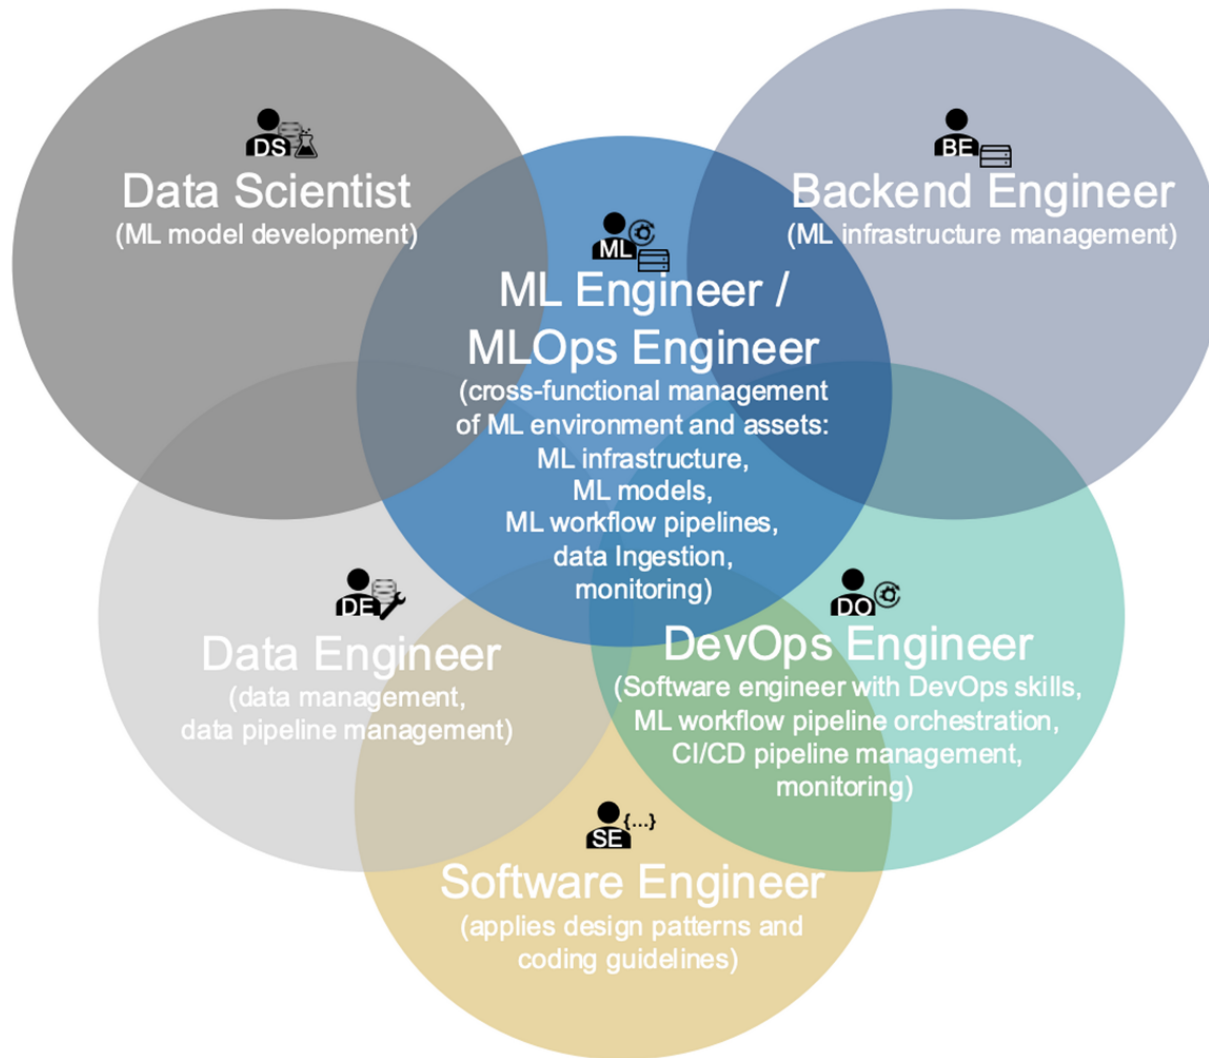 DS
Data Scientist
(ML model development)
BE
Backend Engineer
(ML infrastructure management)
ML
ML Engineer /
MLOps Engineer
(cross-functional management
of ML environment and assets:
ML infrastructure,
ML models,
ML workflow pipelines,
data Ingestion,
monitoring)
DE
Data Engineer
(data management,
data pipeline management)
DO
DevOps Engineer
(Software engineer with DevOps skills,
ML workflow pipeline orchestration,
CI/CD pipeline management,
monitoring)
SE {...}
Software Engineer
(applies design patterns and
coding guidelines)